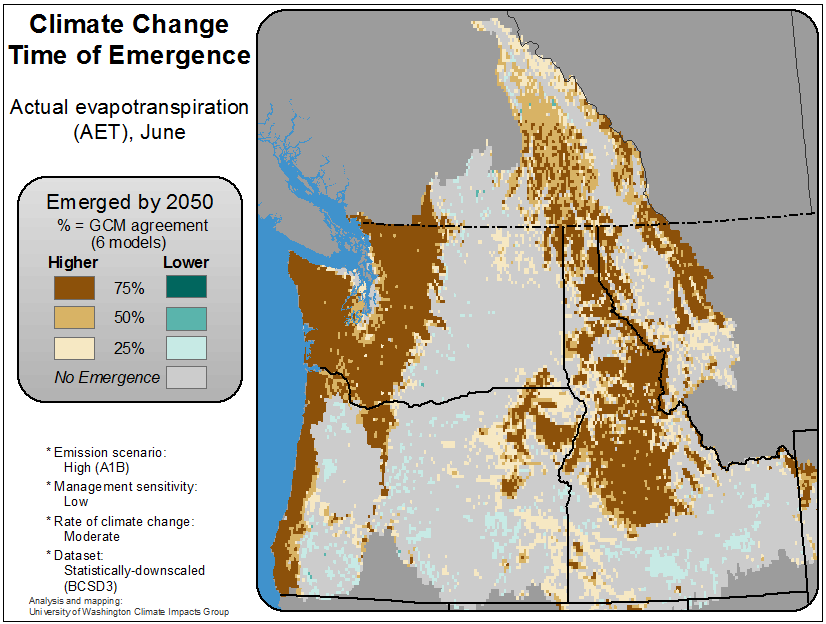 Climate Change
Time of Emergence
Actual evapotranspiration
(AET), June
Emerged by 2050
% = GCM agreement
(6 models)
Higher Lower
75%
50%
25%
No Emergence
* Emission scenario:
High (A1B)
* Management sensitivity:
Low
* Rate of climate change:
Moderate
* Dataset:
Statistically-downscaled
(BCSD3)
Analysis and mapping:
University of Washington Climate Impacts Group